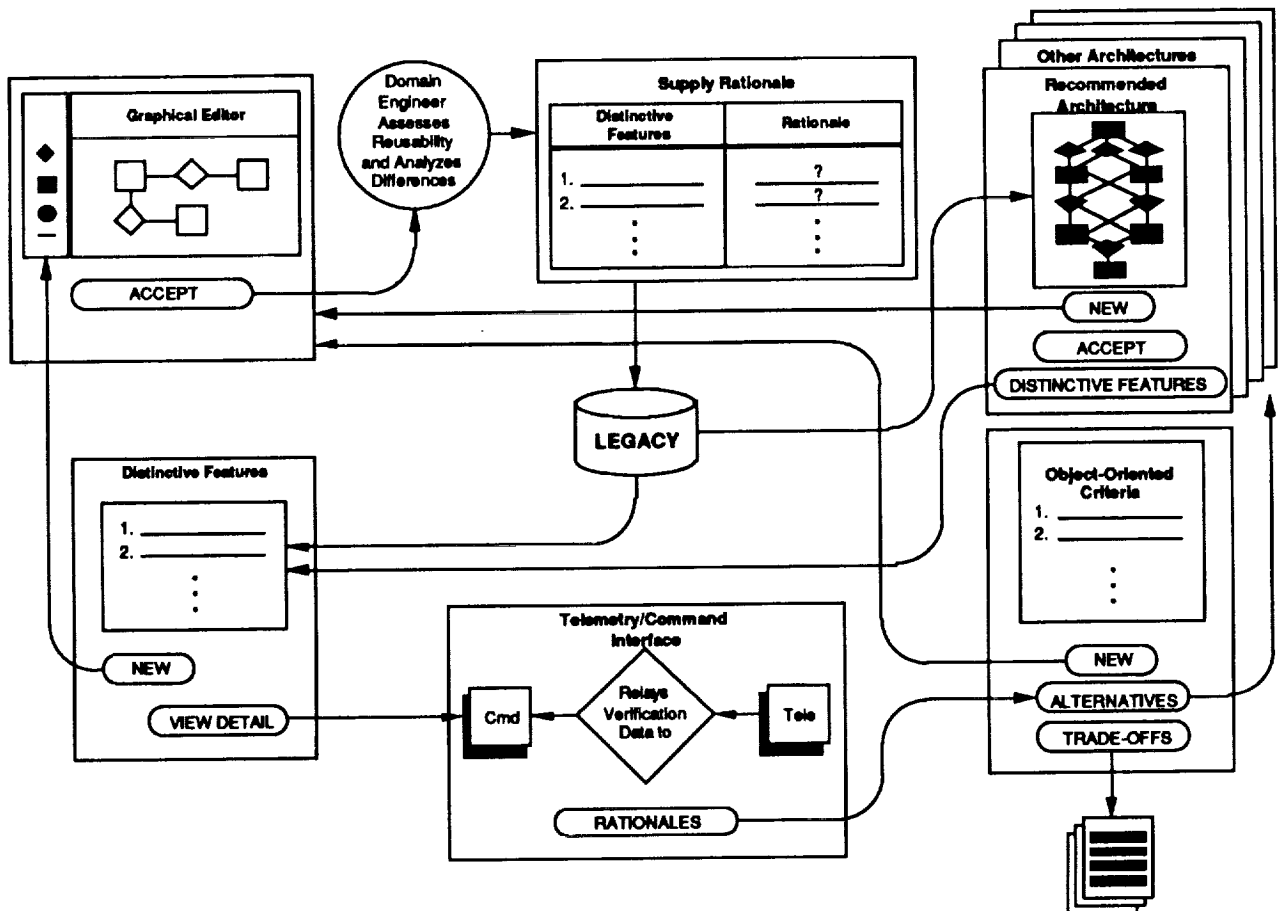 Graphical Editor
ACCEPT
Domain
Engineer
Assesses
Reusability
and Analyzes
Differences
Supply Rationale
Distinctive
Features
Rationale
1.
2.
?
?
Other Architectures
Recommended
Architecture
NEW
ACCEPT
DISTINCTIVE FEATURES
LEGACY
Distinctive Features
1.
2.
NEW
VIEW DETAIL
Telemetry/Command
Interface
Cmd
Relays
Verification
Data to
Tele
RATIONALES
Object-Oriented
Criteria
1.
2.
NEW
ALTERNATIVES
TRADE-OFFS